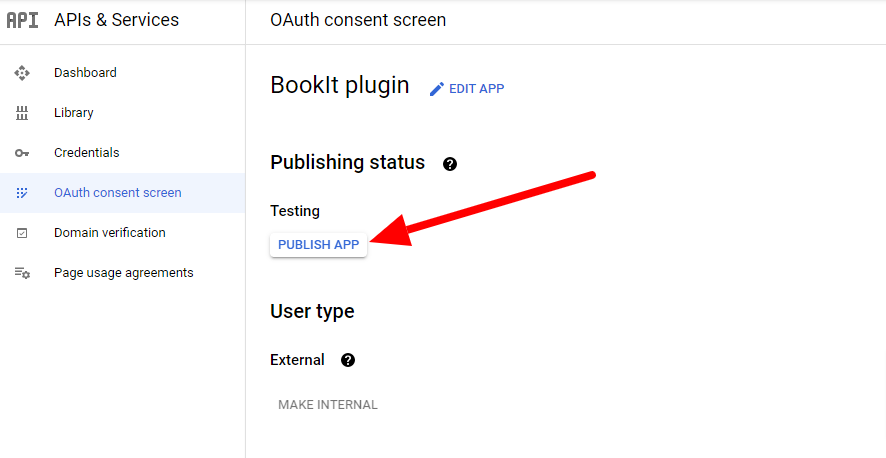 API APIs & Services
Dashboard
Library
Credentials
OAuth consent screen
Domain verification
Page usage agreements
OAuth consent screen
BookIt plugin EDIT APP
Publishing status ?
Testing
PUBLISH APP
User type
External ?
MAKE INTERNAL